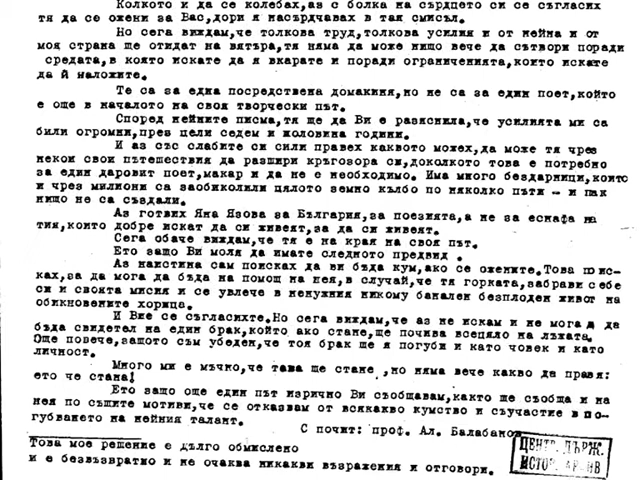 Колкото и да се колебах, аз с болка на сърдцето си се съгласих
тя да се ожени за Вас, дори я насърдчавах в тая смисъл.
Но сега виждам, че толкова труд, толкова усилия и от нейна и от
моя страна ще отидат на вятъра, тя няма да може нищо вече да сътвори поради
средата, в която искате да я вкарате и поради ограниченията, които искате
да й наложите.
Те са за една посредствена домакиня, но не са за един поет, който
е още в началото на своя творчески път.
Според нейните писма, тя ще да Ви е разяснила, че усилията ми са
били огромни, през цели седем и половина години.
И аз със слабите си сили правех каквото можех, да може тя чрез
некои свои пътешествия да разшири кръгозора си, доколкото това е потребно
за един даровит поет, макар и да не е необходимо. Има много бездарници, които
и чрез милиони са заобиколили цялото земно кълбо по няколко пъти - и пак
нищо не са създали.
Аз готвих Яна Язова за България, за поезията, а не за еснафа на
тия, които добре искат да си живеят, за да си живеят.
Сега обаче виждам, че тя е на края на своя път.
Ето защо Ви моля да имате следното предвид.
Аз наистина сам поисках да ви бъда кум, ако се ожените. Това поис-
ках, за да мога да бъда на помощ на нея, в случай, че тя горката, забрави себе
си и своята мисия и се увлече в ненужния никому банален безплоден живот на
обикновените хорица.
И Вие се съгласихте. Но сега виждам, че аз не искам и не мога да
бъда свидетел на един брак, който ако стане, ще почива всецяло на лъжата.
Още повече, защото съм убеден, че тоя брак ще я погуби и като човек и като
личност.
Много ми е мъчно, че тава ще стане, но няма вече какво да правя:
ето че стана!
Ето защо още един път изрично Ви съобщавам, както ще съобща и на
нея по същите мотиви, че се отказвам от всякакво кумство и съучастие в по-
губването на нейния талант.
С почит: проф. Ал. Балабанов
Това мое решение е дълго обмислено
и е безвъзвратно и не очаква никакви възражения и отговори.
ЦЕНТР. ДЪРЖ.
ИСТОР. АРХИВ